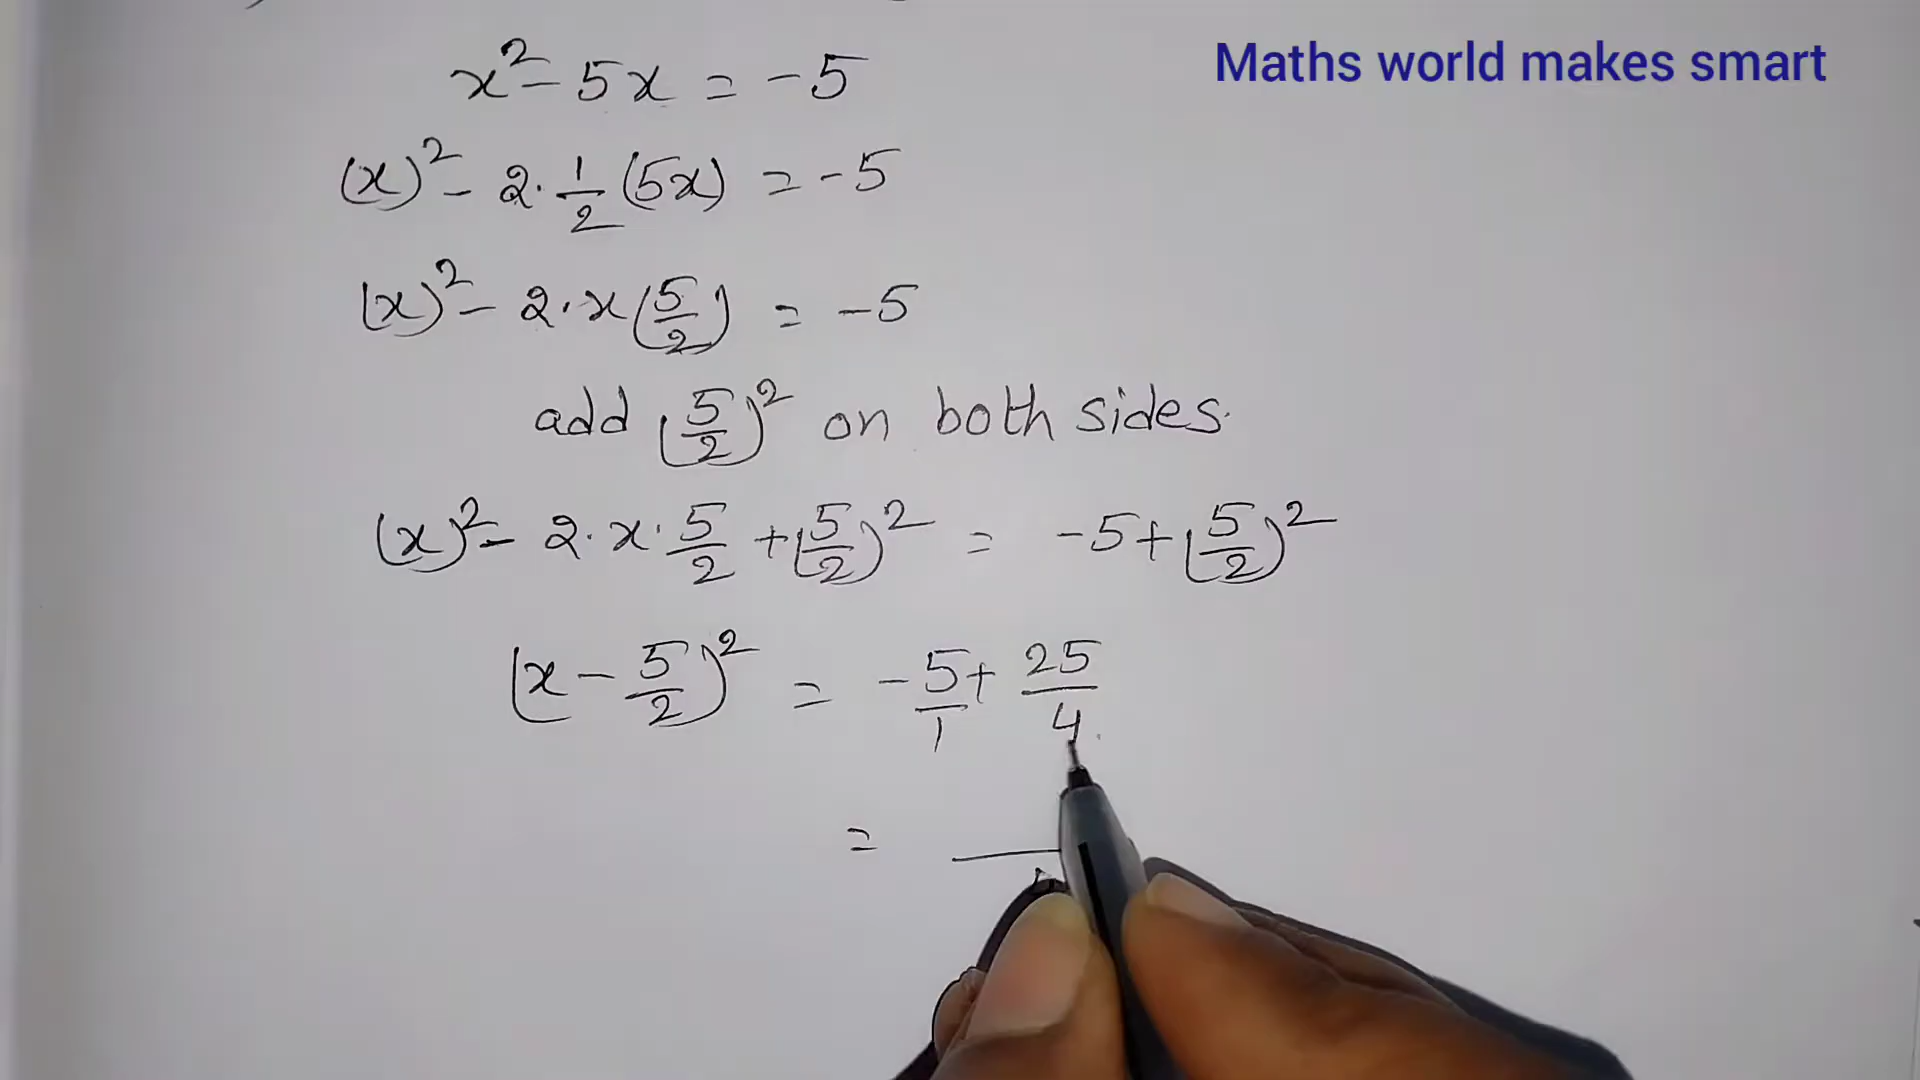 Maths world makes smart
x² - 5x = -5
(x)² - 2·1/2 (5x) = -5
(x)² - 2·x(5/2) = -5
add (5/2)² on both sides.
(x)² - 2·x·5/2 + (5/2)² = -5 + (5/2)²
(x - 5/2)² = -5/1 + 25/4
=